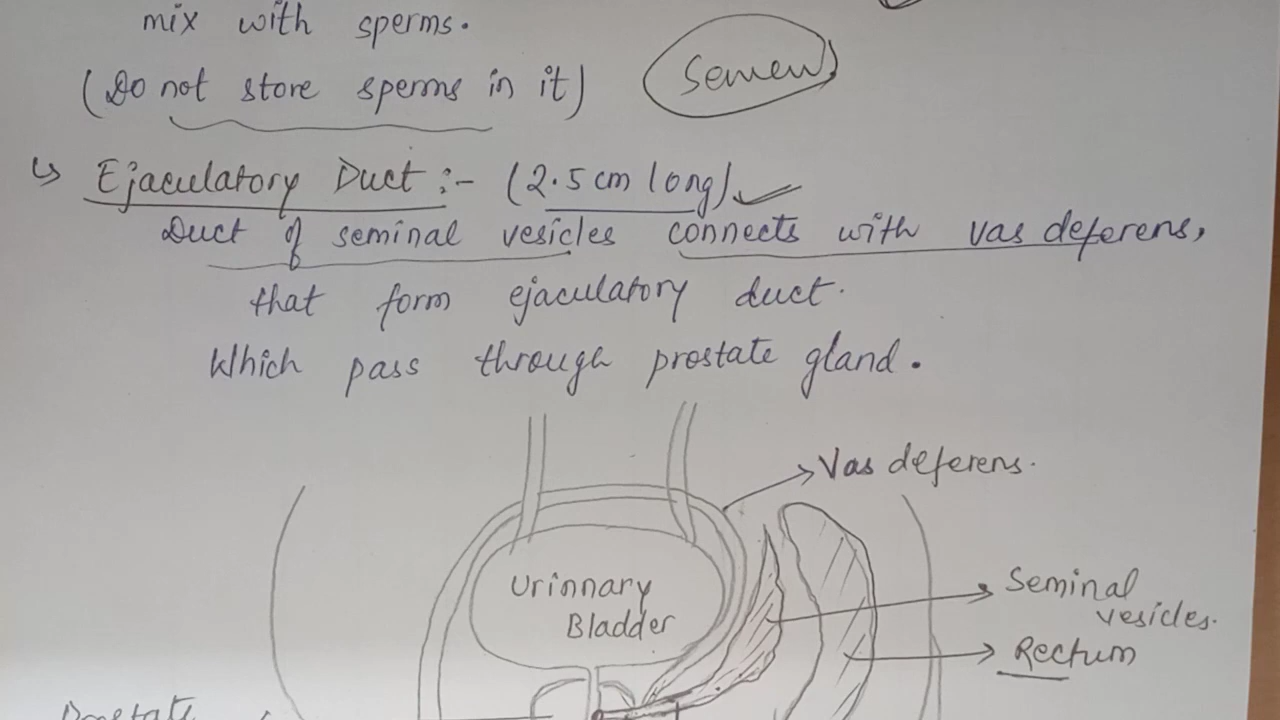 mix with sperms.
(Do not store sperms in it)
Semen
↳ Ejaculatory Duct :- (2.5 cm long)
Duct of seminal vesicles connects with vas deferens,
that form ejaculatory duct.
Which pass through prostate gland.
Vas deferens.
Urinnary
Bladder
Seminal
vesicles.
Rectum
Prostate